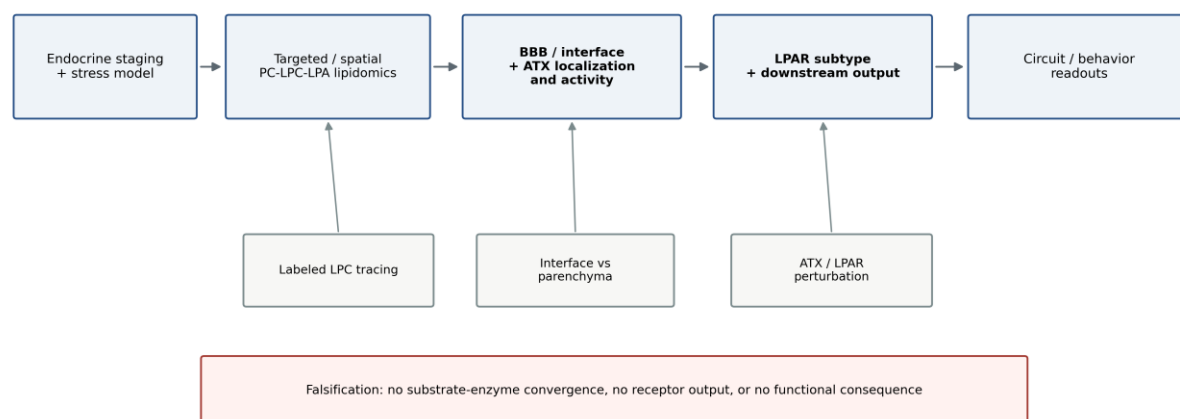 Endocrine staging
+ stress model
Targeted / spatial
PC-LPC-LPA lipidomics
BBB / interface
+ ATX localization
and activity
LPAR subtype
+ downstream output
Circuit / behavior
readouts
Labeled LPC tracing
Interface vs
parenchyma
ATX / LPAR
perturbation
Falsification: no substrate-enzyme convergence, no receptor output, or no functional consequence